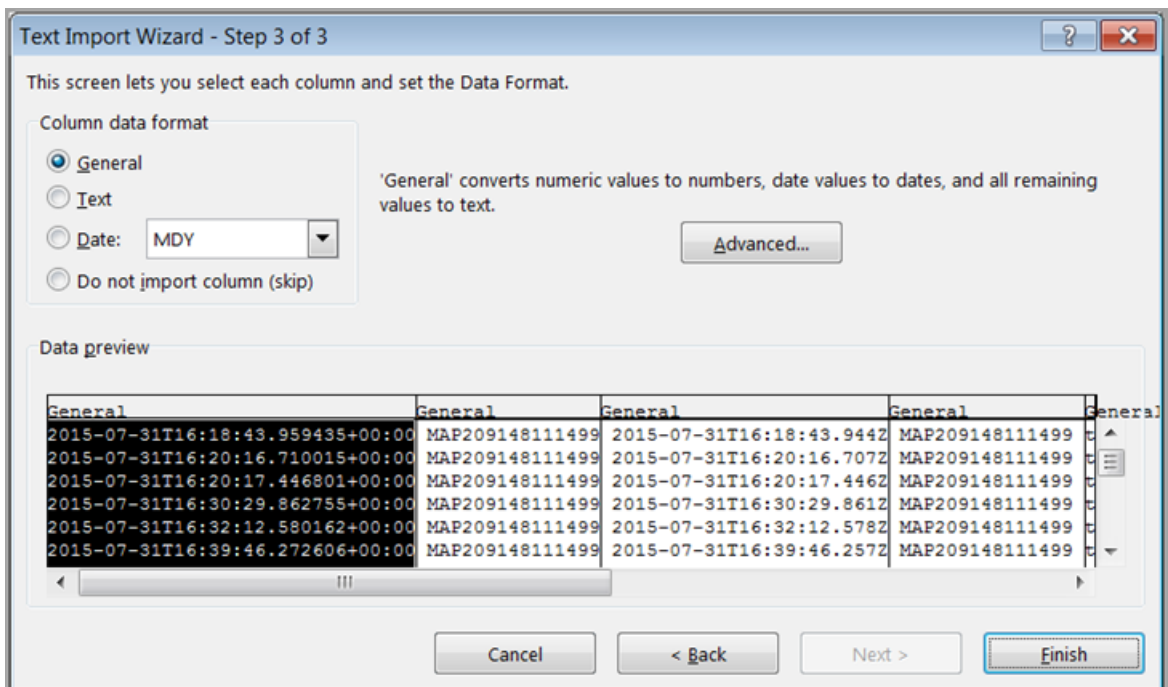 Text Import Wizard - Step 3 of 3
This screen lets you select each column and set the Data Format.
Column data format
General
Text
Date: MDY
Do not import column (skip)
'General' converts numeric values to numbers, date values to dates, and all remaining
values to text.
Advanced...
Data preview
General General General General General
2015-07-31T16:18:43.959435+00:00 MAP209148111499 2015-07-31T16:18:43.944Z MAP209148111499 t
2015-07-31T16:20:16.710015+00:00 MAP209148111499 2015-07-31T16:20:16.707Z MAP209148111499 t
2015-07-31T16:20:17.446801+00:00 MAP209148111499 2015-07-31T16:20:17.446Z MAP209148111499 t
2015-07-31T16:30:29.862755+00:00 MAP209148111499 2015-07-31T16:30:29.861Z MAP209148111499 t
2015-07-31T16:32:12.580162+00:00 MAP209148111499 2015-07-31T16:32:12.578Z MAP209148111499 t
2015-07-31T16:39:46.272606+00:00 MAP209148111499 2015-07-31T16:39:46.257Z MAP209148111499 t
Cancel < Back Next > Finish